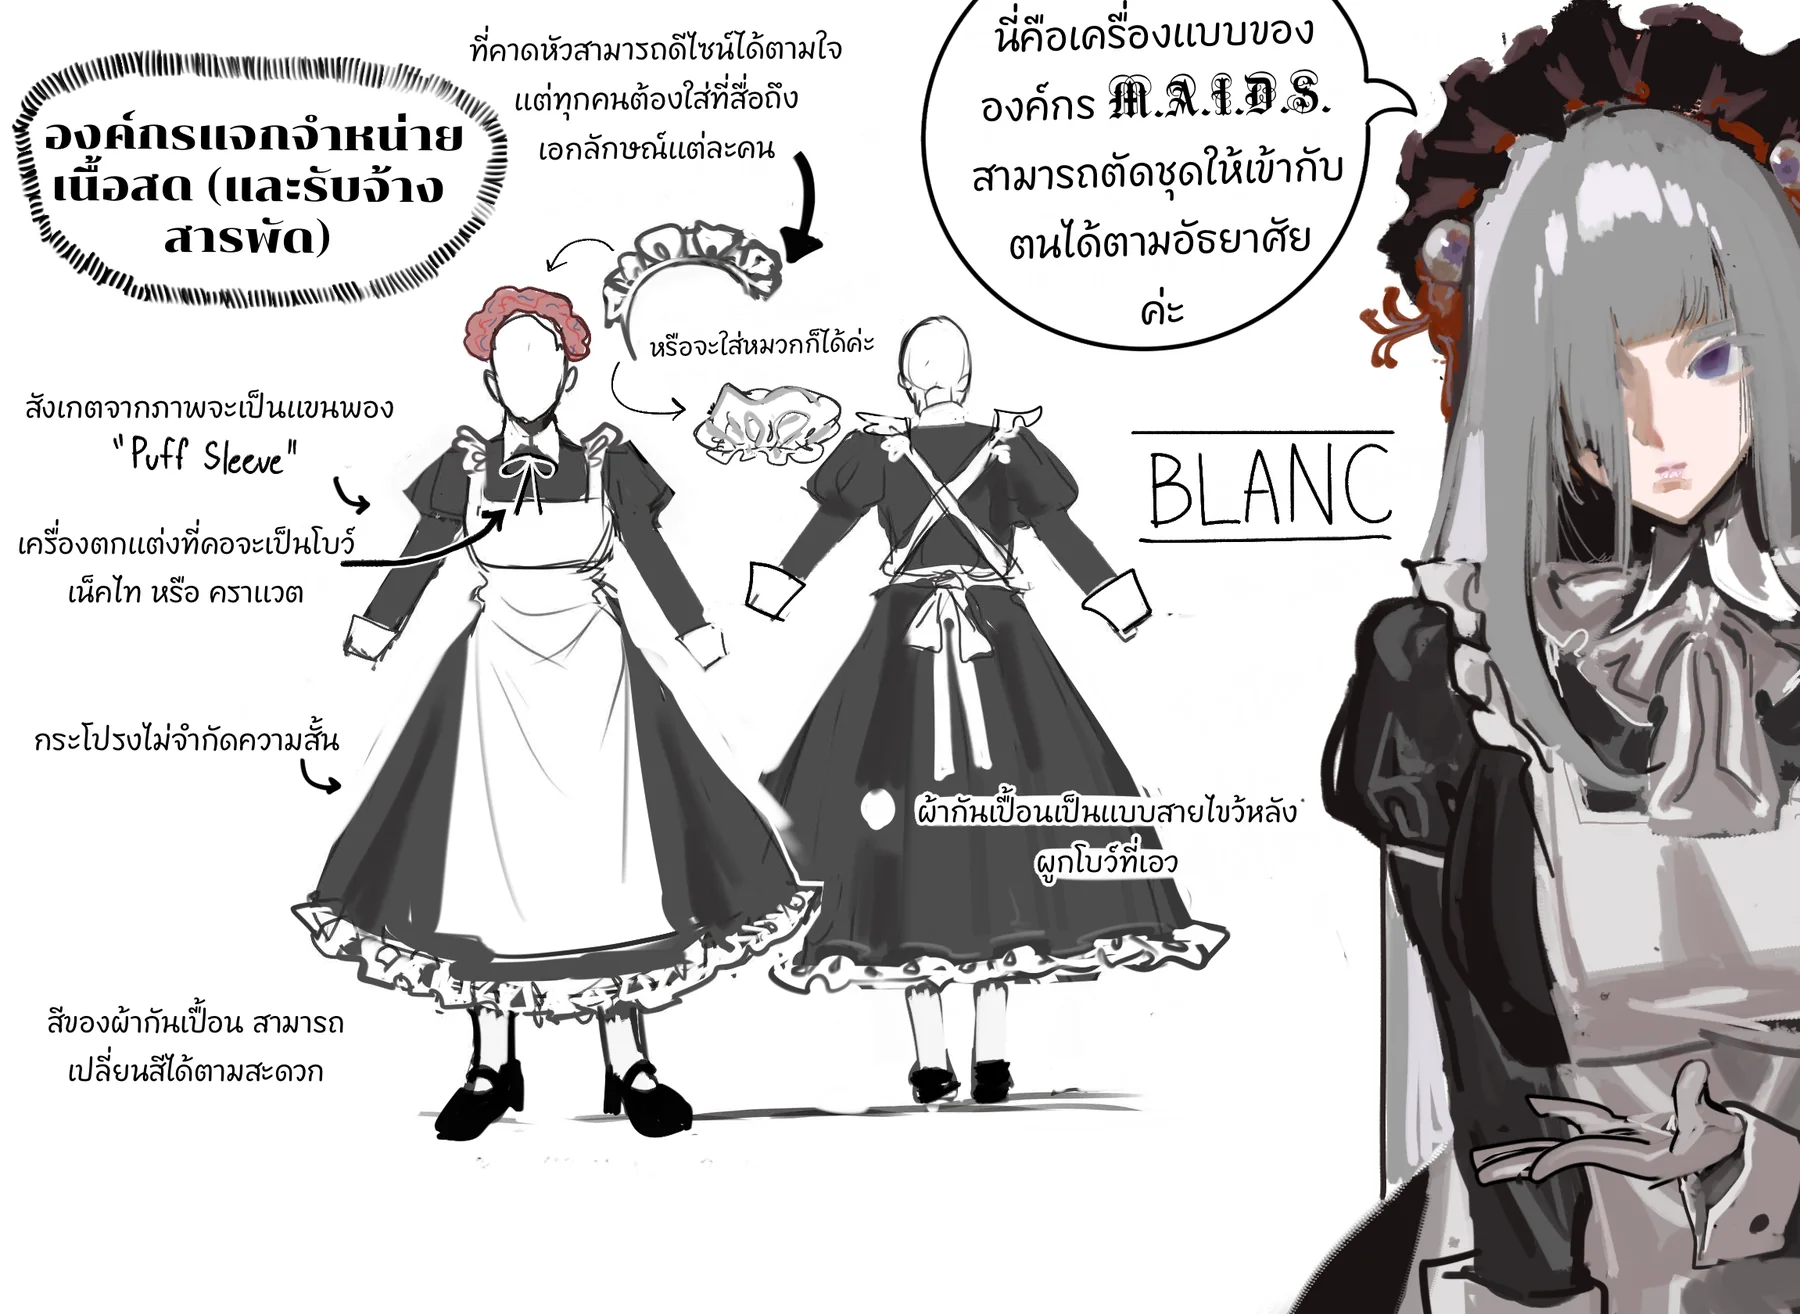 องค์กรแจกจำหน่าย
เนื้อสด (และรับจ้าง
สารพัด)
ที่คาดหัวสามารถดีไซน์ได้ตามใจ
แต่ทุกคนต้องใส่ที่สื่อถึง
เอกลักษณ์แต่ละคน
นี่คือเครื่องแบบของ
องค์กร M.A.I.D.S.
สามารถตัดชุดให้เข้ากับ
ตนได้ตามอัธยาศัย
ค่ะ
หรือจะใส่หมวกก็ได้ค่ะ
สังเกตจากภาพจะเป็นแขนพอง
"Puff Sleeve"
เครื่องตกแต่งที่คอจะเป็นโบว์
เน็คไท หรือ คราแวต
BLANC
กระโปรงไม่จำกัดความสั้น
ผ้ากันเปื้อนเป็นแบบสายไขว้หลัง
ผูกโบว์ที่เอว
สีของผ้ากันเปื้อน สามารถ
เปลี่ยนสีได้ตามสะดวก